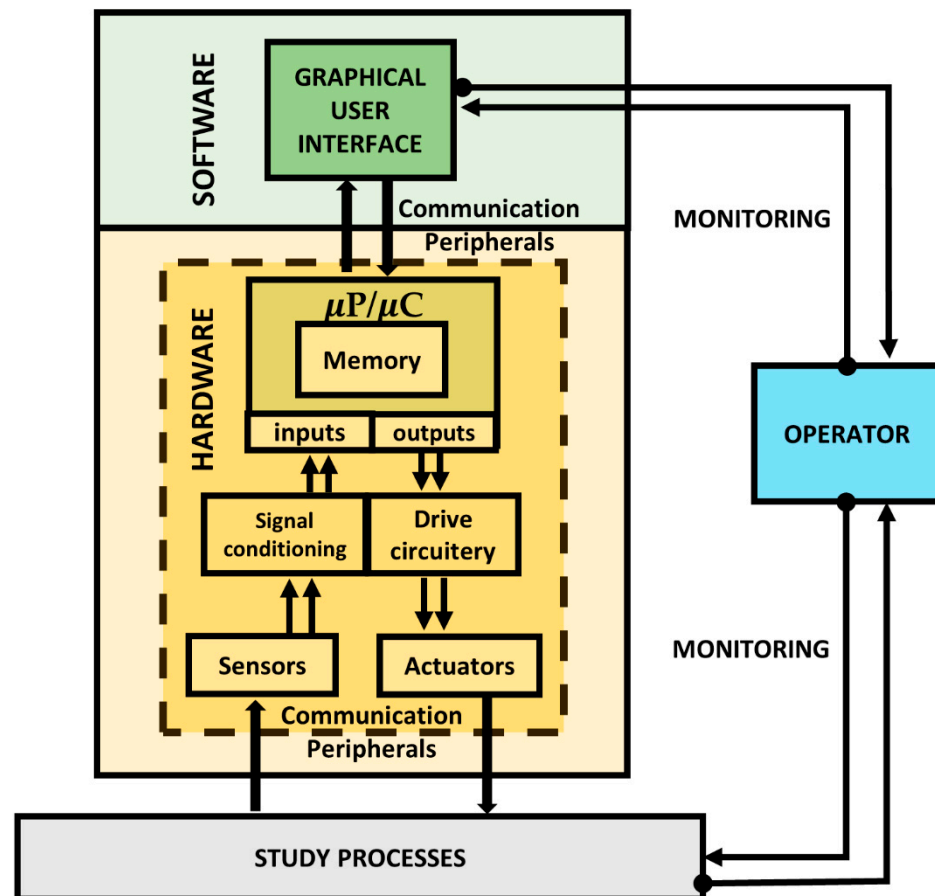 SOFTWARE
GRAPHICAL
USER
INTERFACE
Communication
Peripherals
MONITORING
HARDWARE
µP/µC
Memory
inputs
outputs
OPERATOR
Signal
conditioning
Drive
circuitery
MONITORING
Sensors
Actuators
Communication
Peripherals
STUDY PROCESSES